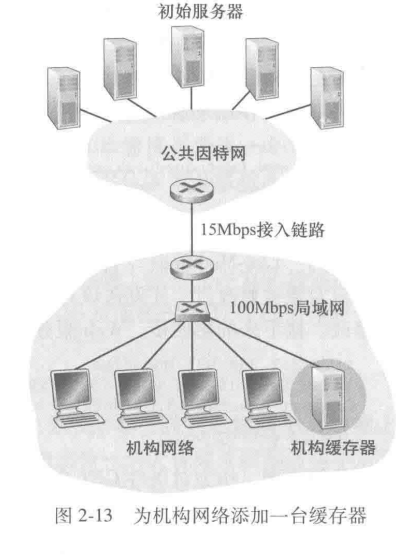 初始服务器
公共因特网
15Mbps接入链路
100Mbps局域网
机构网络
机构缓存器
图 2-13 为机构网络添加一台缓存器